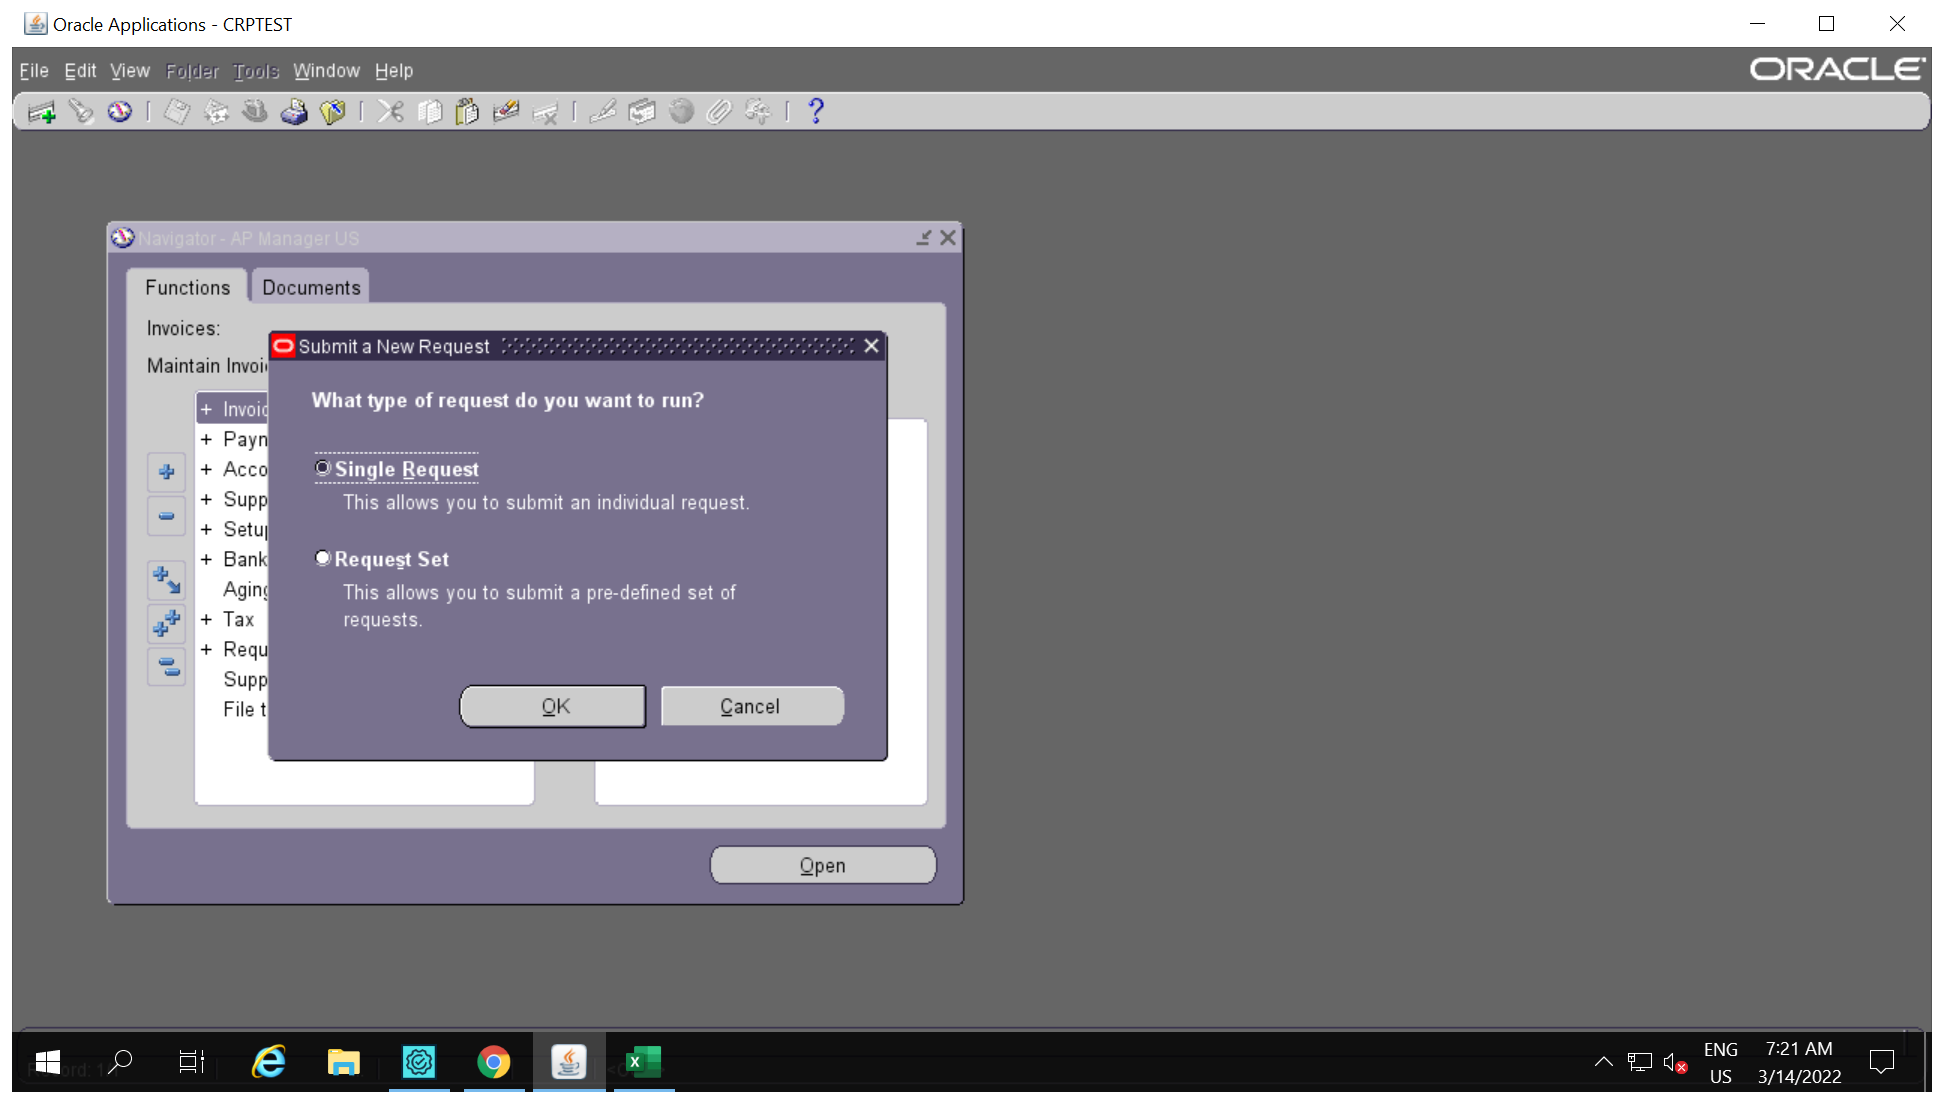 Oracle Applications - CRPTEST
File Edit View Folder Tools Window Help
ORACLE
Navigator - AP Manager US
Functions Documents
Invoices:
Submit a New Request
Maintain Invoi
What type of request do you want to run?
+ Invoic
+ Payn
+ Acco
Single Request
+ Supp
This allows you to submit an individual request.
+ Setup
+ Bank
Request Set
Aging
This allows you to submit a pre-defined set of
requests.
+ Tax
+ Requ
Supp
File t
OK Cancel
Open
ENG
US
7:21 AM
3/14/2022